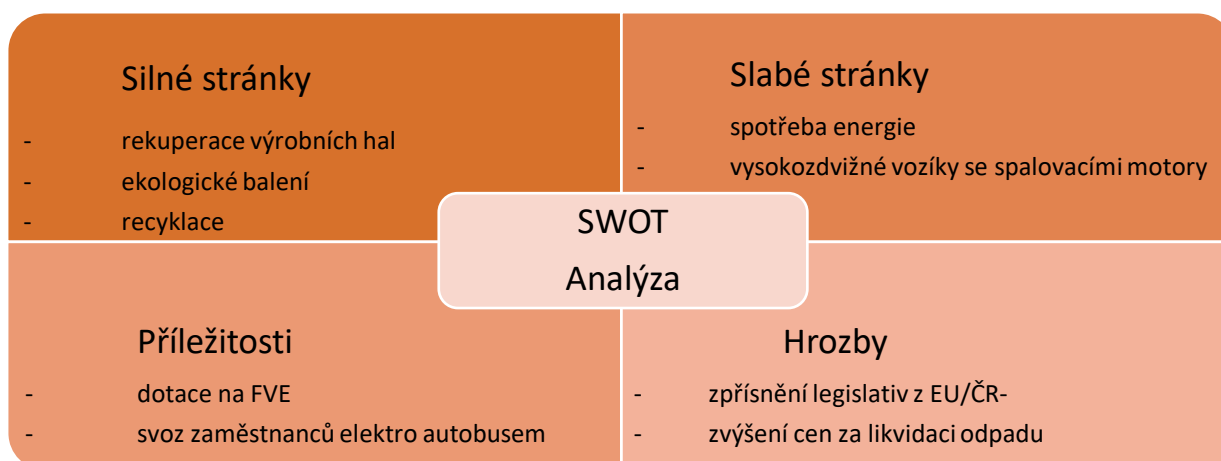 Silné stránky
- rekuperace výrobních hal
- ekologické balení
- recyklace
Slabé stránky
- spotřeba energie
- vysokozdvižné vozíky se spalovacími motory
SWOT
Analýza
Příležitosti
- dotace na FVE
- svoz zaměstnanců elektro autobusem
Hrozby
- zpřísnění legislativ z EU/ČR-
- zvýšení cen za likvidaci odpadu